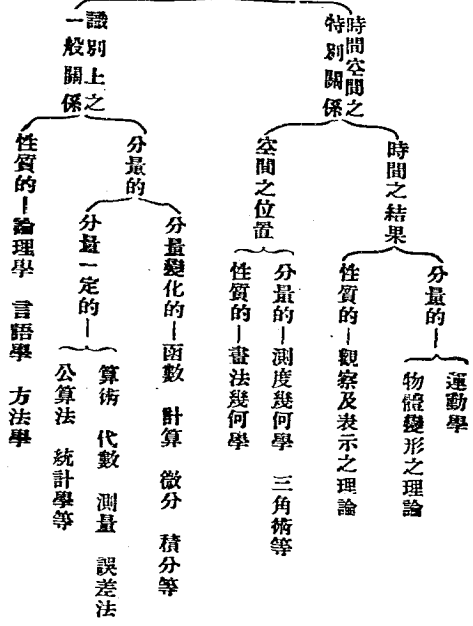 時間空間之
特別關係
時間之結果
分量的—
運動學
物體變形之理論
性質的—觀察及表示之理論
空間之位置
分量的—測度幾何學 三角術等
性質的—畫法幾何學
識別上之
一般關係
分量的
分量變化的—函數 計算 微分 積分等
分量一定的—
算術 代數 測量 誤差法
公算法 統計學等
性質的—論理學 言語學 方法學